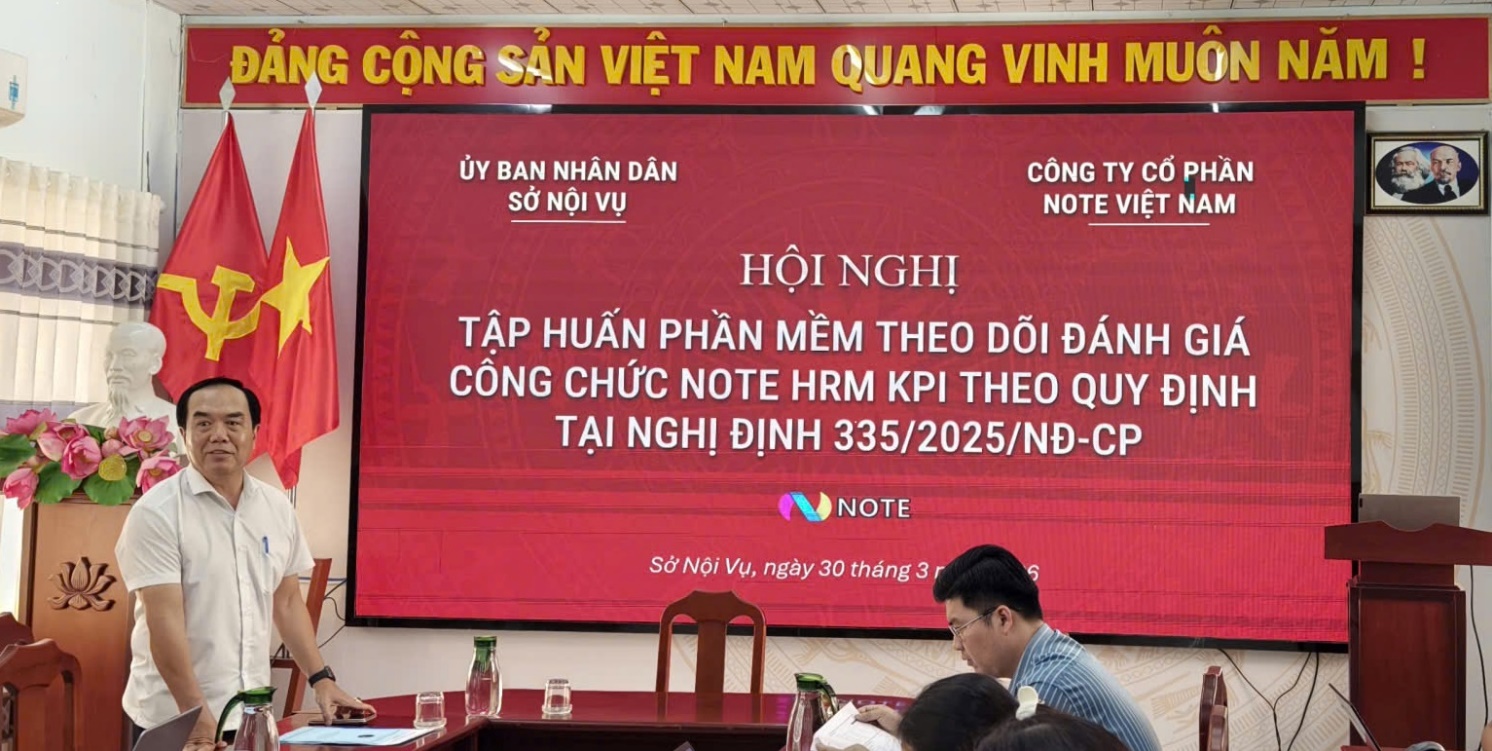 ĐẢNG CỘNG SẢN VIỆT NAM QUANG VINH MUÔN NĂM !
ỦY BAN NHÂN DÂN
SỞ NỘI VỤ
CÔNG TY CỔ PHẦN
NOTE VIỆT NAM
HỘI NGHỊ
TẬP HUẤN PHẦN MỀM THEO DÕI ĐÁNH GIÁ
CÔNG CHỨC NOTE HRM KPI THEO QUY ĐỊNH
TẠI NGHỊ ĐỊNH 335/2025/NĐ-CP
NOTE
Sở Nội Vụ, ngày 30 tháng 3